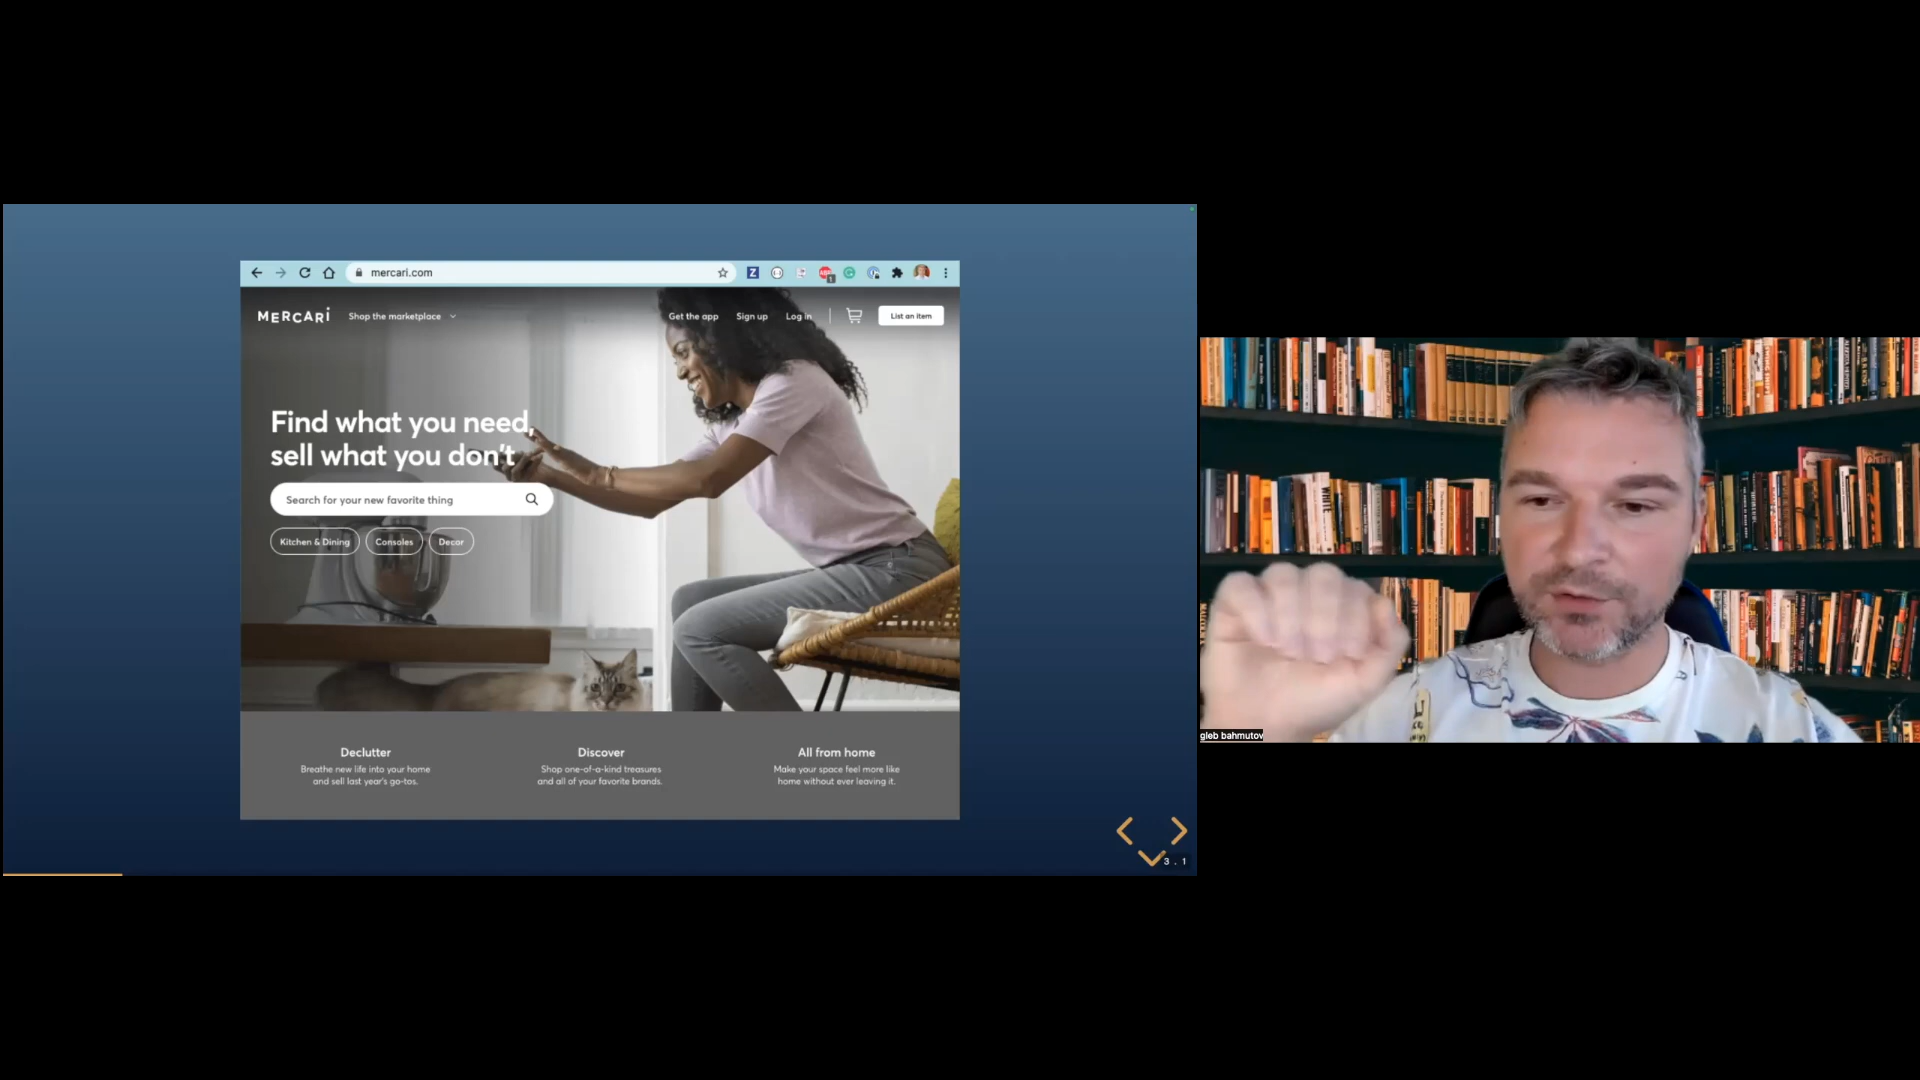 mercari.com
MERCARI
Shop the marketplace
Get the app
Sign up
Log in
List an item
Find what you need,
sell what you don't
Search for your new favorite thing
Kitchen & Dining
Consoles
Decor
Declutter
Breathe new life into your home
and sell last year's go-tos.
Discover
Shop one-of-a-kind treasures
and all of your favorite brands.
All from home
Make your space feel more like
home without ever leaving it.
3 . 1
gleb bahmutov